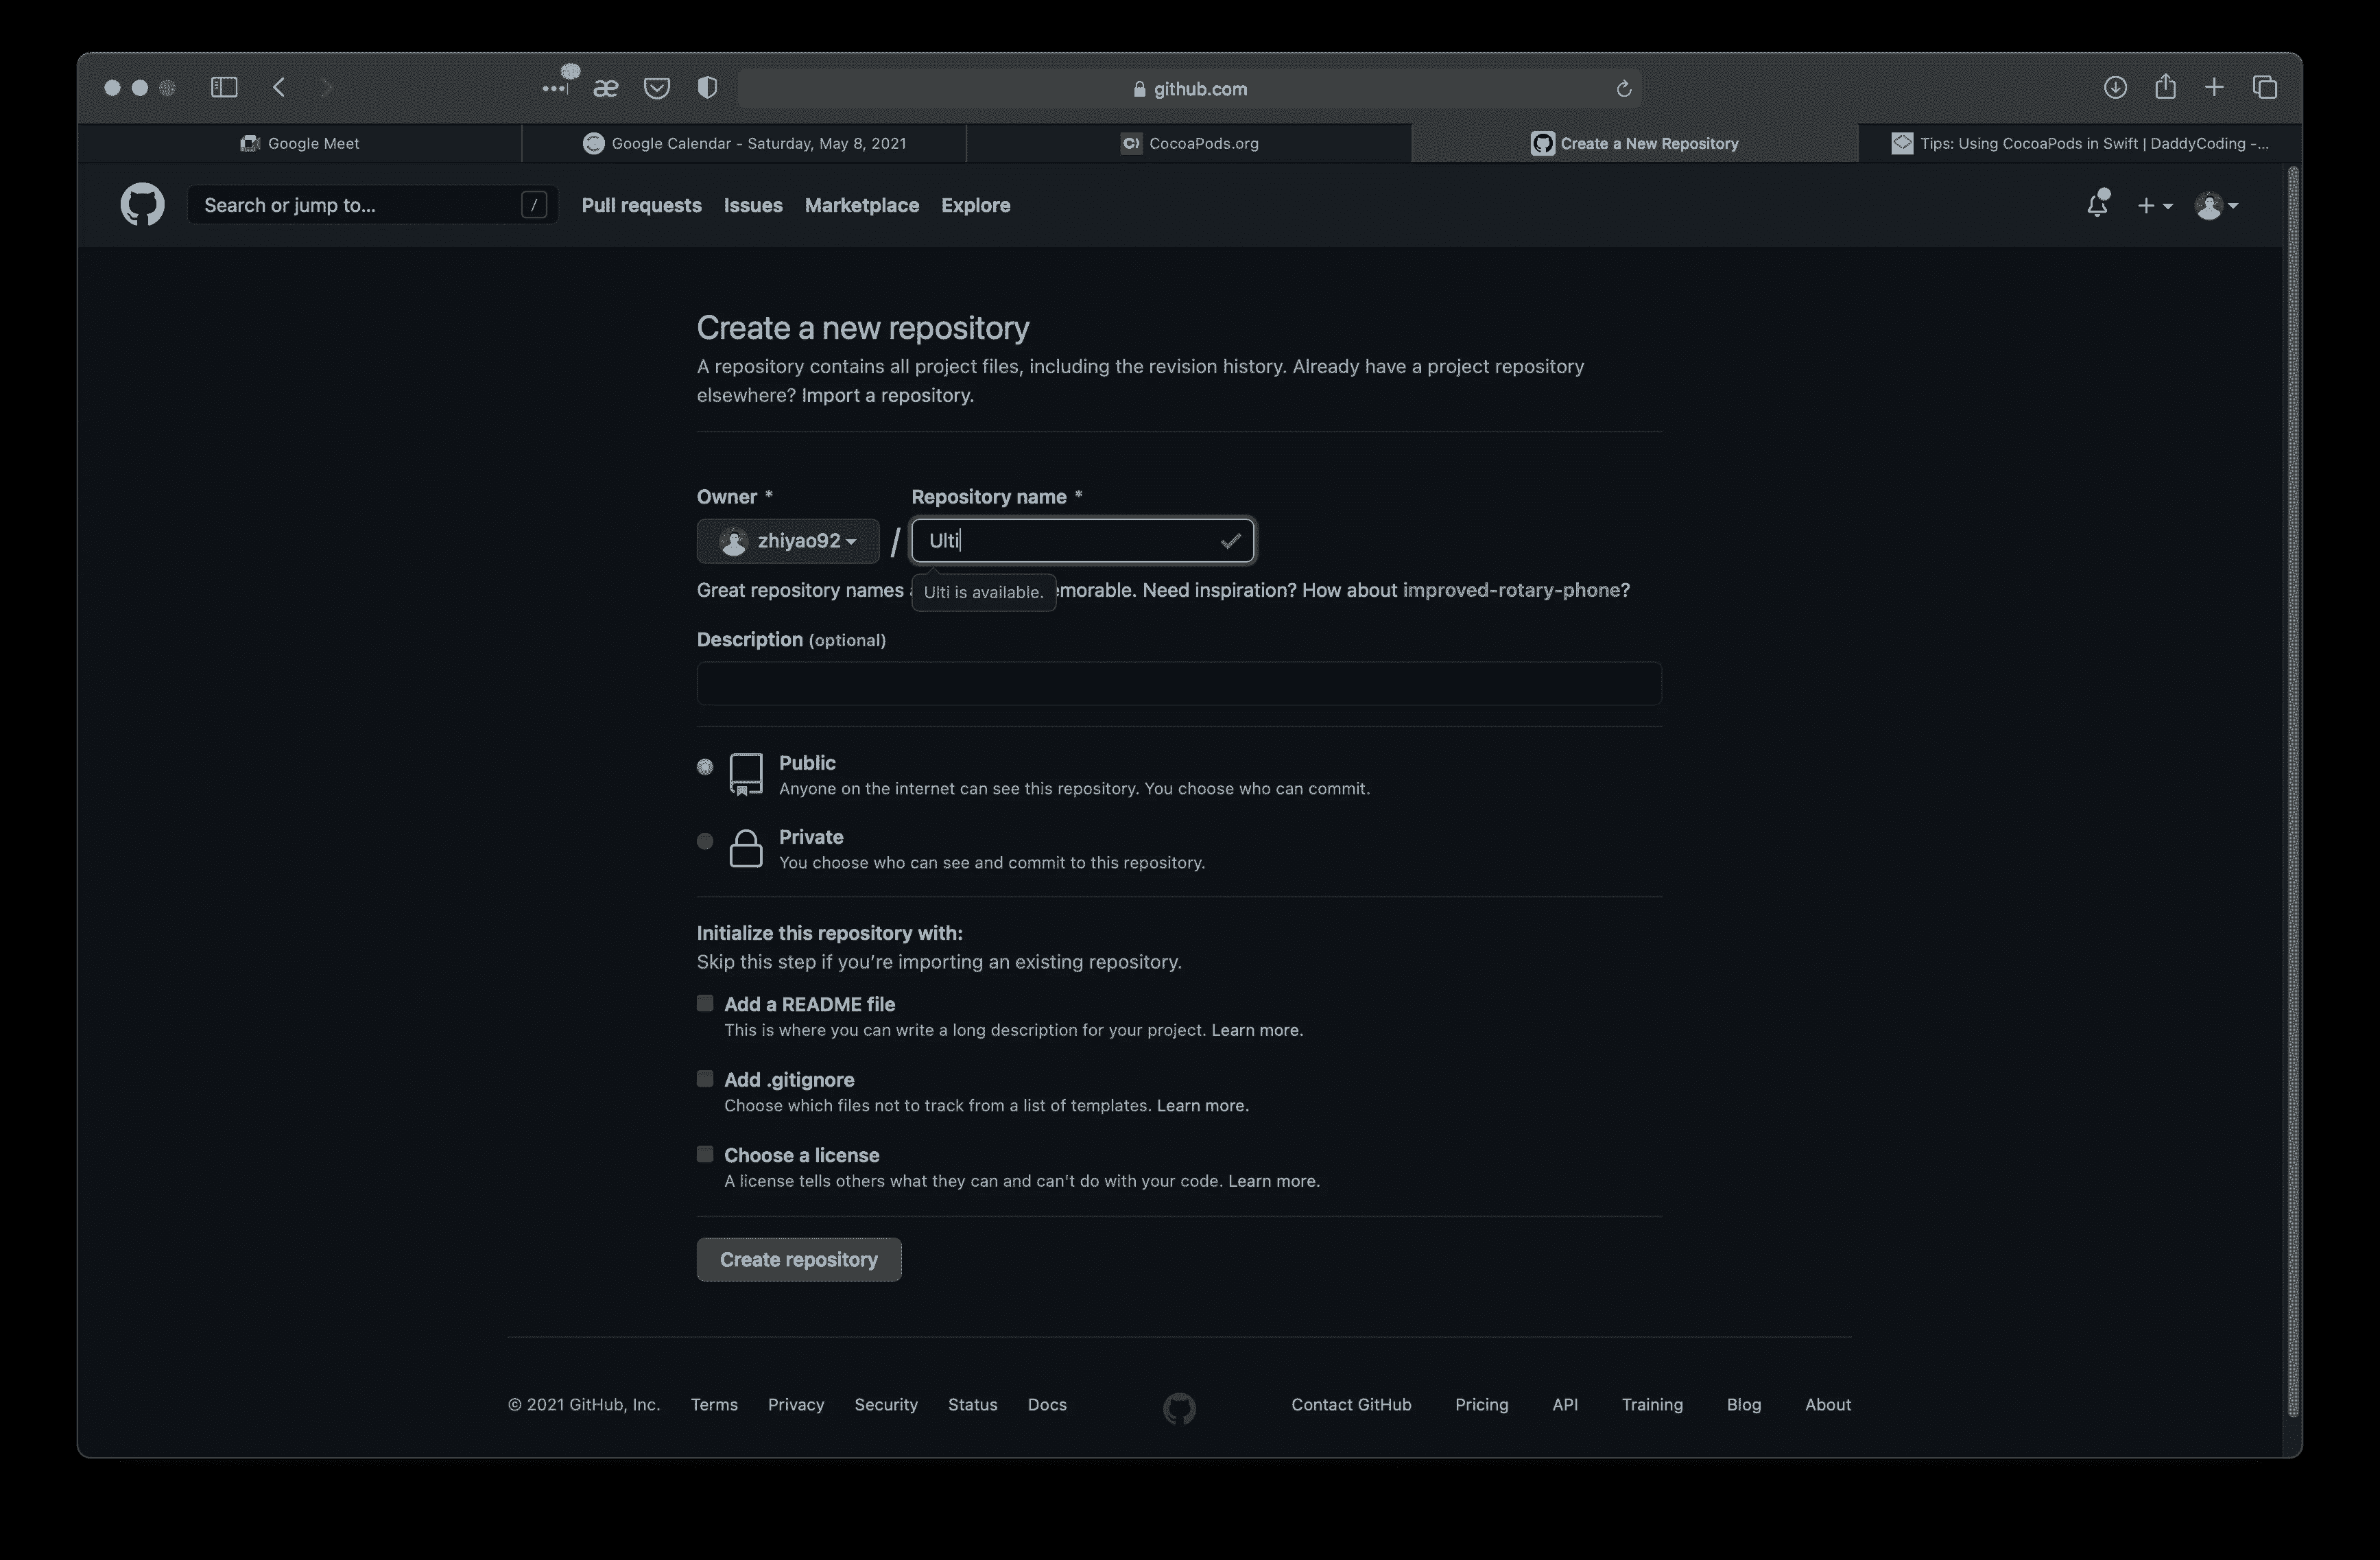 æ
github.com
Google Meet
Google Calendar - Saturday, May 8, 2021
CocoaPods.org
Create a New Repository
Tips: Using CocoaPods in Swift | DaddyCoding -...
Search or jump to...
/
Pull requests
Issues
Marketplace
Explore
Create a new repository
A repository contains all project files, including the revision history. Already have a project repository
elsewhere? Import a repository.
Owner *
Repository name *
zhiyao92
/
Ulti
Great repository names
Ulti is available.
emorable. Need inspiration? How about improved-rotary-phone?
Description (optional)
Public
Anyone on the internet can see this repository. You choose who can commit.
Private
You choose who can see and commit to this repository.
Initialize this repository with:
Skip this step if you’re importing an existing repository.
Add a README file
This is where you can write a long description for your project. Learn more.
Add .gitignore
Choose which files not to track from a list of templates. Learn more.
Choose a license
A license tells others what they can and can't do with your code. Learn more.
Create repository
© 2021 GitHub, Inc.
Terms
Privacy
Security
Status
Docs
Contact GitHub
Pricing
API
Training
Blog
About